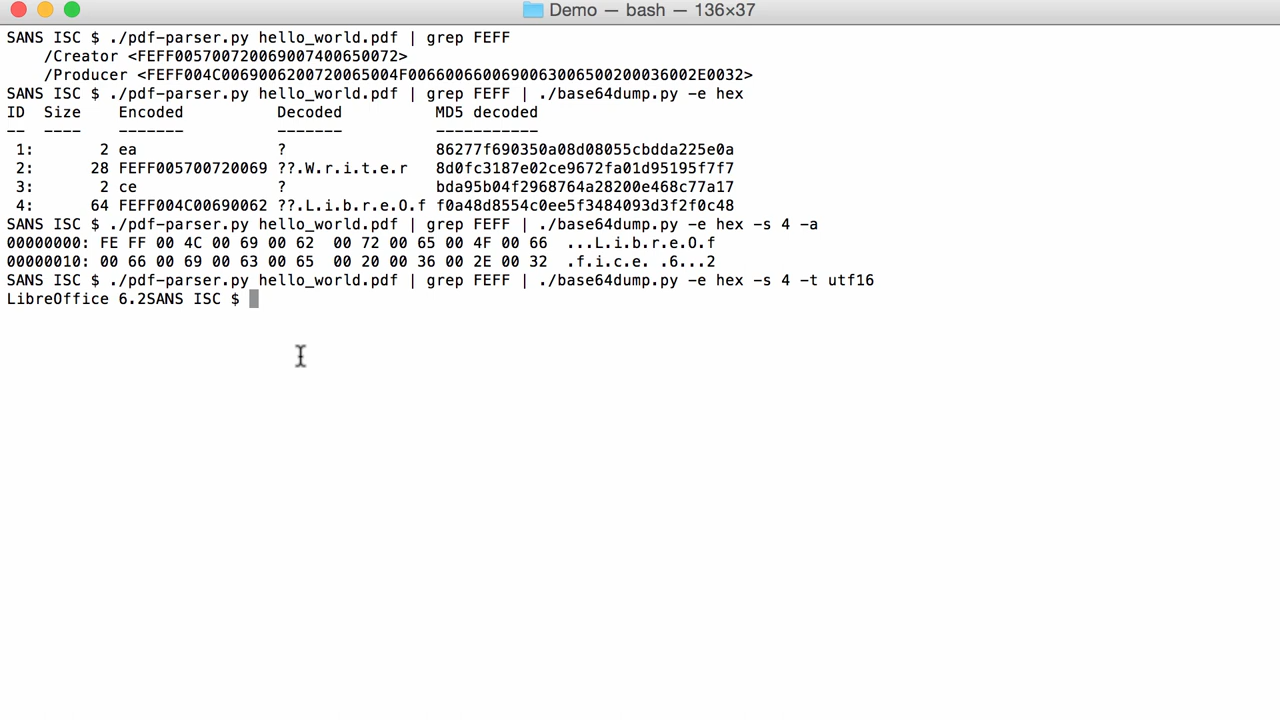 Demo — bash — 136×37
SANS ISC $ ./pdf-parser.py hello_world.pdf | grep FEFF
    /Creator <FEFF005700720069007400650072>
    /Producer <FEFF004C0069006200720065004F0066006600690063006500200036002E0032>
SANS ISC $ ./pdf-parser.py hello_world.pdf | grep FEFF | ./base64dump.py -e hex
ID  Size    Encoded          Decoded          MD5 decoded
--  ----    -------          -------          -----------
 1:       2 ea               ?                86277f690350a08d08055cbdda225e0a
 2:      28 FEFF005700720069 ??.W.r.i.t.e.r   8d0fc3187e02ce9672fa01d95195f7f7
 3:       2 ce               ?                bda95b04f2968764a28200e468c77a17
 4:      64 FEFF004C00690062 ??.L.i.b.r.e.O.f f0a48d8554c0ee5f3484093d3f2f0c48
SANS ISC $ ./pdf-parser.py hello_world.pdf | grep FEFF | ./base64dump.py -e hex -s 4 -a
00000000: FE FF 00 4C 00 69 00 62  00 72 00 65 00 4F 00 66  ...L.i.b.r.e.O.f
00000010: 00 66 00 69 00 63 00 65  00 20 00 36 00 2E 00 32  .f.i.c.e. .6...2
SANS ISC $ ./pdf-parser.py hello_world.pdf | grep FEFF | ./base64dump.py -e hex -s 4 -t utf16
LibreOffice 6.2SANS ISC $